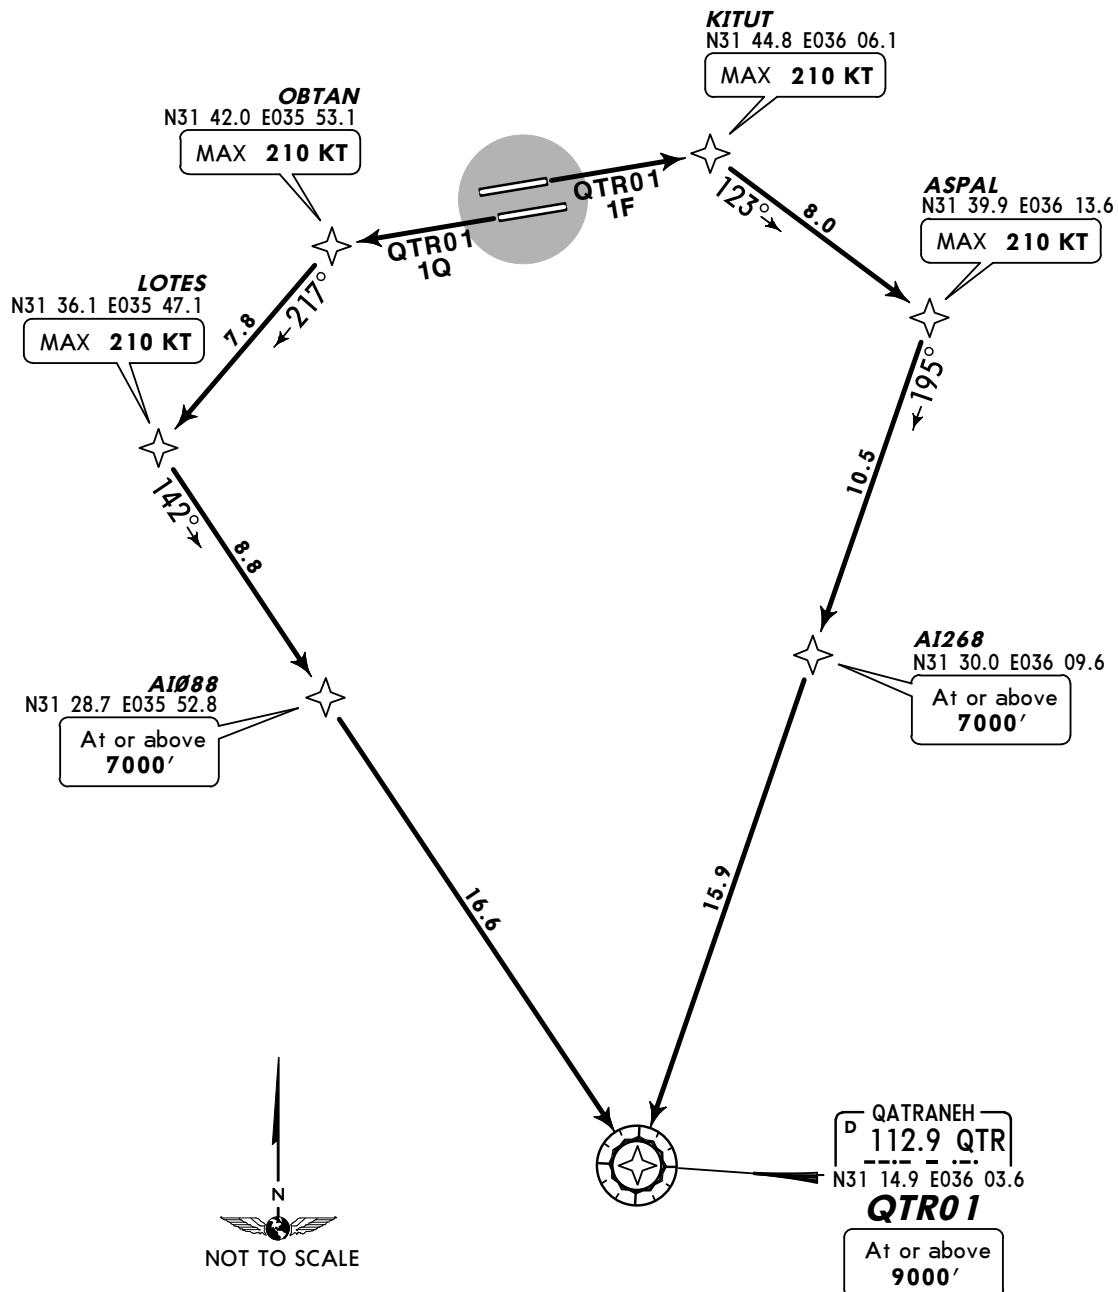 KITUT
N31 44.8 E036 06.1
MAX 210 KT
OBTAN
N31 42.0 E035 53.1
MAX 210 KT
QTR01
1F
123°
8.0
ASPAL
N31 39.9 E036 13.6
MAX 210 KT
QTR01
1Q
LOTES
N31 36.1 E035 47.1
MAX 210 KT
217°
7.8
195°
10.5
142°
8.8
AI268
N31 30.0 E036 09.6
At or above
7000'
AIØ88
N31 28.7 E035 52.8
At or above
7000'
16.6
15.9
QATRANEH
D 112.9 QTR
N31 14.9 E036 03.6
QTR01
At or above
9000'
N
NOT TO SCALE